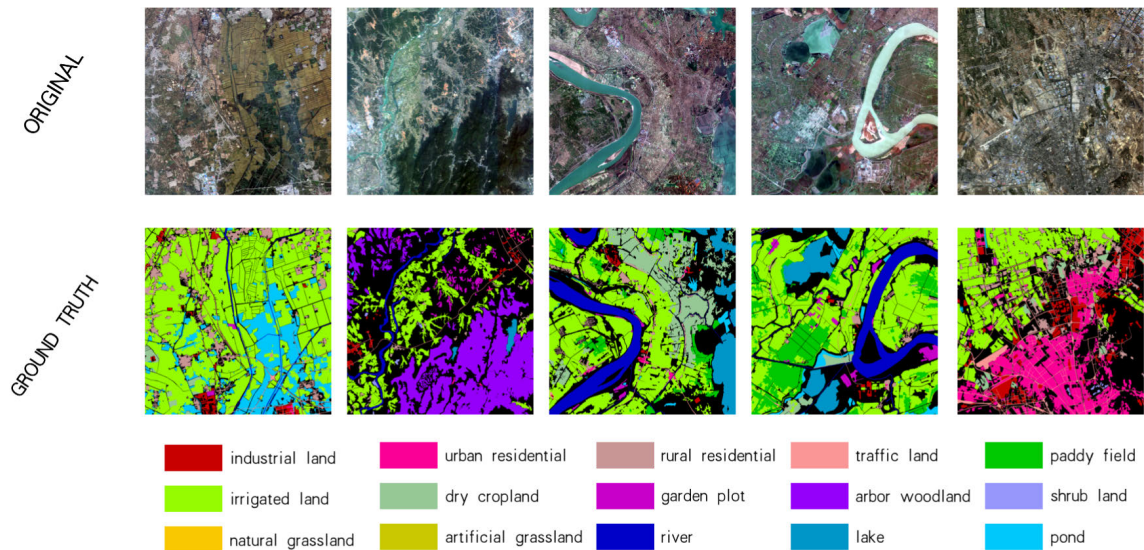 ORIGINAL
GROUND TRUTH
industrial land
urban residential
rural residential
traffic land
paddy field
irrigated land
dry cropland
garden plot
arbor woodland
shrub land
natural grassland
artificial grassland
river
lake
pond